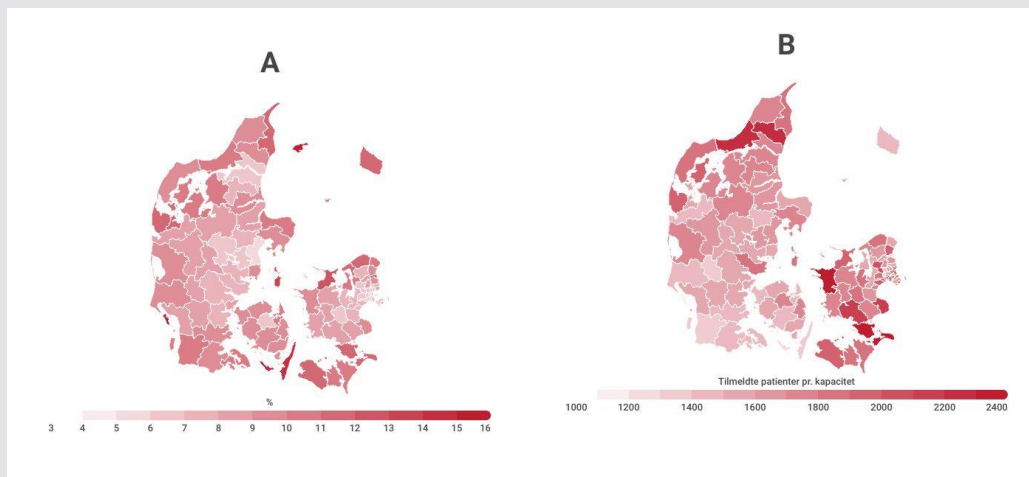 A
B
%
3 4 5 6 7 8 9 10 11 12 13 14 15 16
Tilmeldte patienter pr. kapacitet
1000 1200 1400 1600 1800 2000 2200 2400